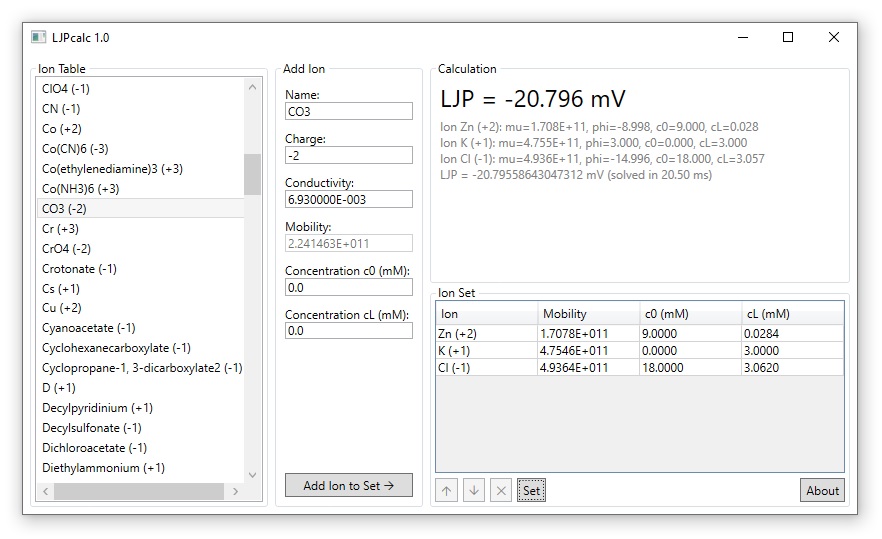 LJPcalc 1.0
Ion Table
ClO4 (-1)
CN (-1)
Co (+2)
Co(CN)6 (-3)
Co(ethylenediamine)3 (+3)
Co(NH3)6 (+3)
CO3 (-2)
Cr (+3)
CrO4 (-2)
Crotonate (-1)
Cs (+1)
Cu (+2)
Cyanoacetate (-1)
Cyclohexanecarboxylate (-1)
Cyclopropane-1, 3-dicarboxylate2 (-1)
D (+1)
Decylpyridinium (+1)
Decylsulfonate (-1)
Dichloroacetate (-1)
Diethylammonium (+1)
Add Ion
Name:
CO3
Charge:
-2
Conductivity:
6.930000E-003
Mobility:
2.241463E+011
Concentration c0 (mM):
0.0
Concentration cL (mM):
0.0
Add Ion to Set →
Calculation
LJP = -20.796 mV
Ion Zn (+2): mu=1.708E+11, phi=-8.998, c0=9.000, cL=0.028
Ion K (+1): mu=4.755E+11, phi=3.000, c0=0.000, cL=3.000
Ion Cl (-1): mu=4.936E+11, phi=-14.996, c0=18.000, cL=3.057
LJP = -20.79558643047312 mV (solved in 20.50 ms)
Ion Set
Ion Mobility c0 (mM) cL (mM)
Zn (+2) 1.7078E+011 9.0000 0.0284
K (+1) 4.7546E+011 0.0000 3.0000
Cl (-1) 4.9364E+011 18.0000 3.0620
Set
About